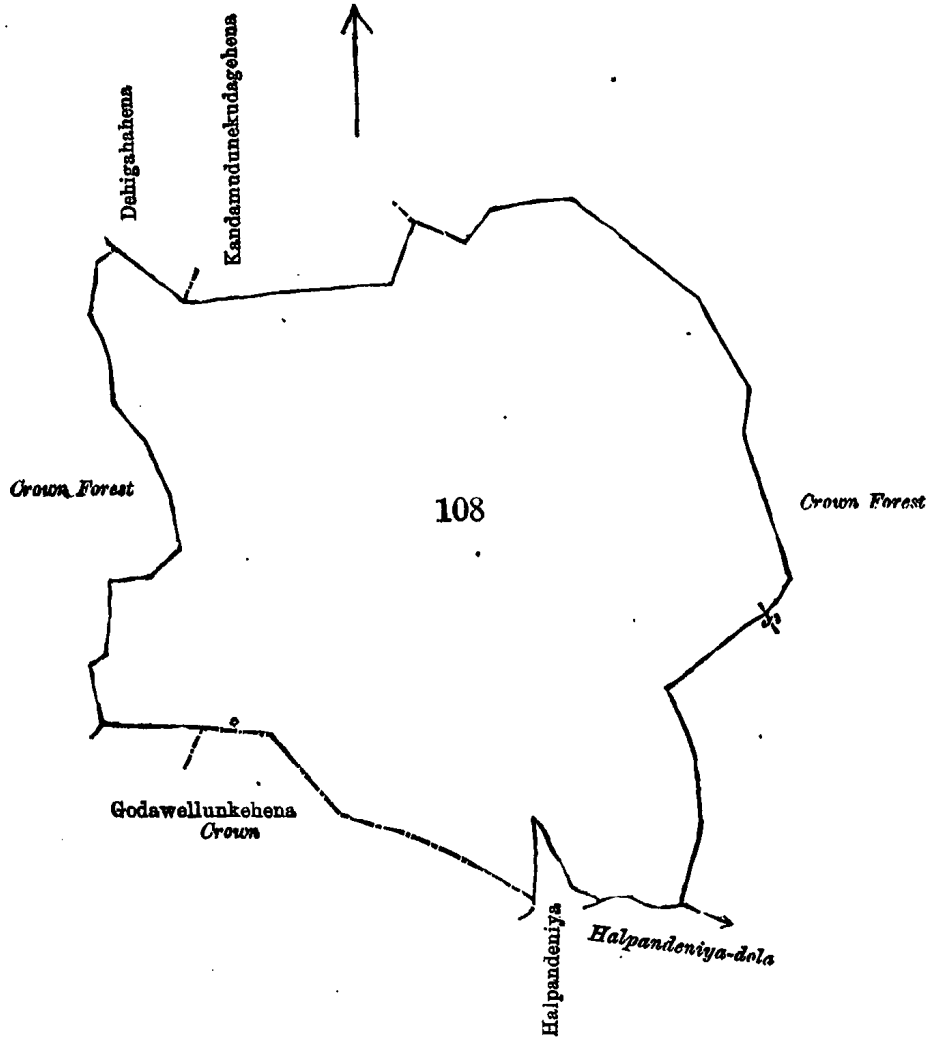 Dehigahahena
Kandamudunekudagehena
Crown Forest
108
Crown Forest
Godawellunkehena
Crown
Halpandeniya
Halpandeniya-dola